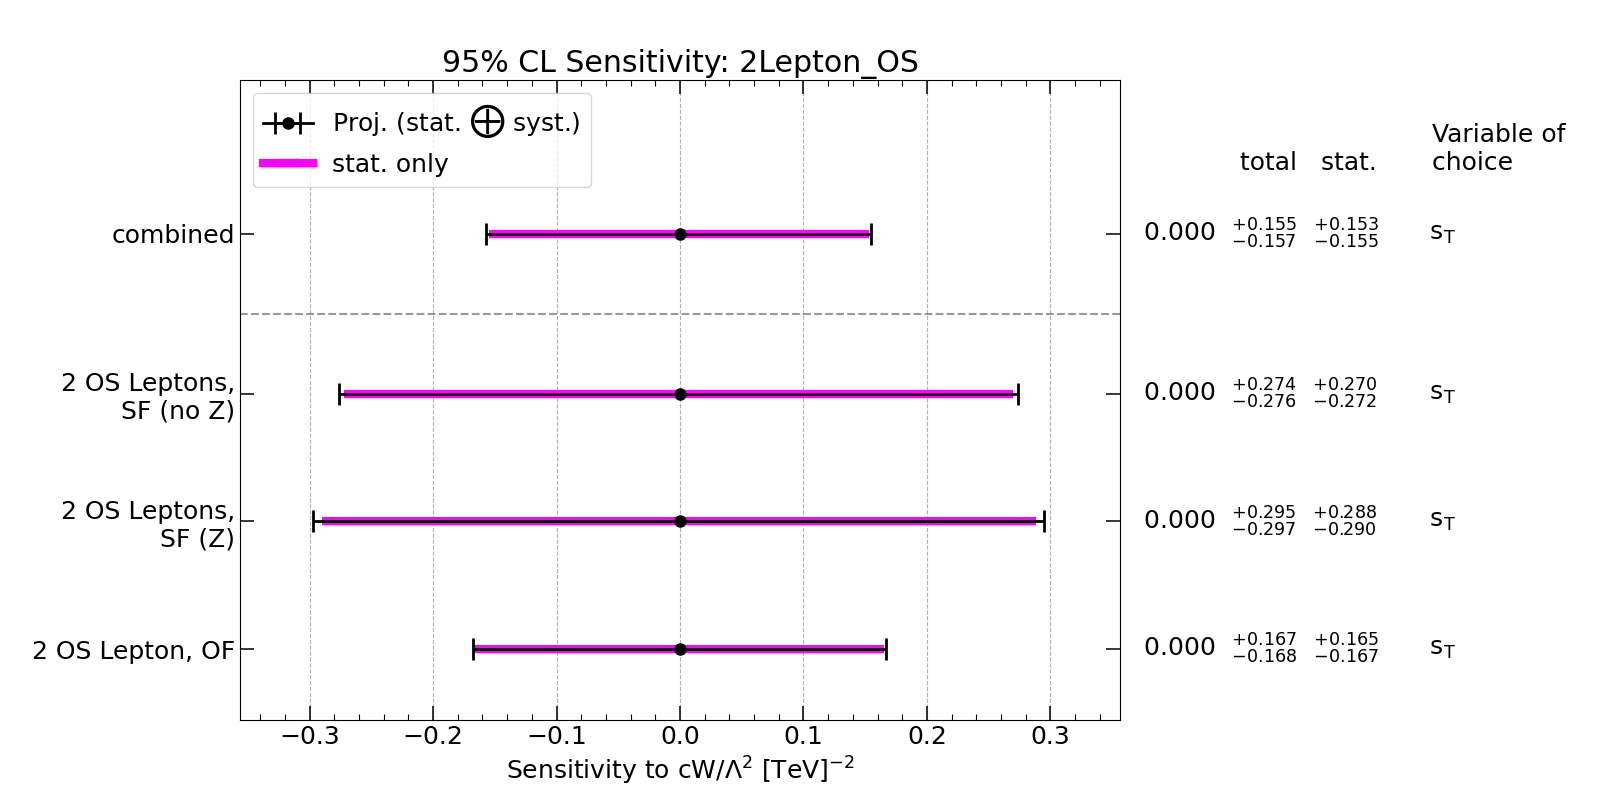 95% CL Sensitivity: 2Lepton_OS
Proj. (stat. ⊕ syst.)
stat. only
Variable of
choice
total stat.
combined 0.000 +0.155 −0.157 +0.153 −0.155 s_T
2 OS Leptons,
SF (no Z) 0.000 +0.274 −0.276 +0.270 −0.272 s_T
2 OS Leptons,
SF (Z) 0.000 +0.295 −0.297 +0.288 −0.290 s_T
2 OS Lepton, OF 0.000 +0.167 −0.168 +0.165 −0.167 s_T
−0.3 −0.2 −0.1 0.0 0.1 0.2 0.3
Sensitivity to cW/Λ² [TeV]⁻²